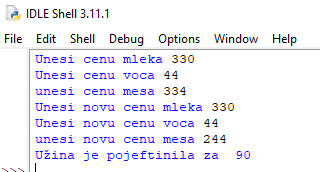 IDLE Shell 3.11.1
File Edit Shell Debug Options Window Help
Unesi cenu mleka 330
Unesi cenu voca 44
unesi cenu mesa 334
Unesi novu cenu mleka 330
Unesi novu cenu voca 44
unesi novu cenu mesa 244
Užina je pojeftinila za  90
>>>